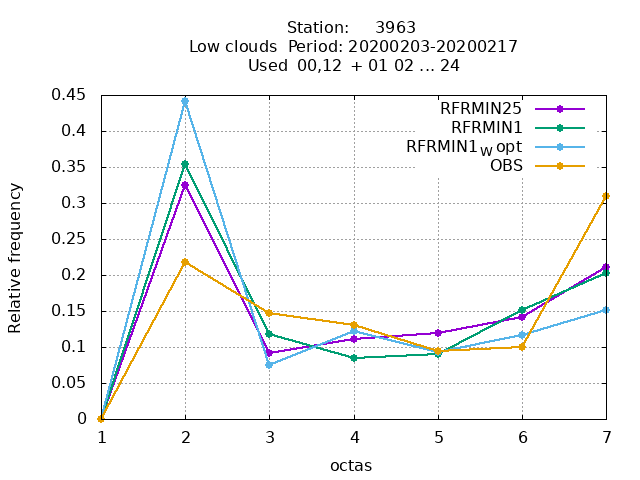 Station: 3963
Low clouds Period: 20200203-20200217
Used 00,12 + 01 02 ... 24
RFRMIN25
RFRMIN1
RFRMIN1W opt
OBS
0.45
0.4
0.35
0.3
0.25
0.2
0.15
0.1
0.05
0
Relative frequency
1 2 3 4 5 6 7
octas